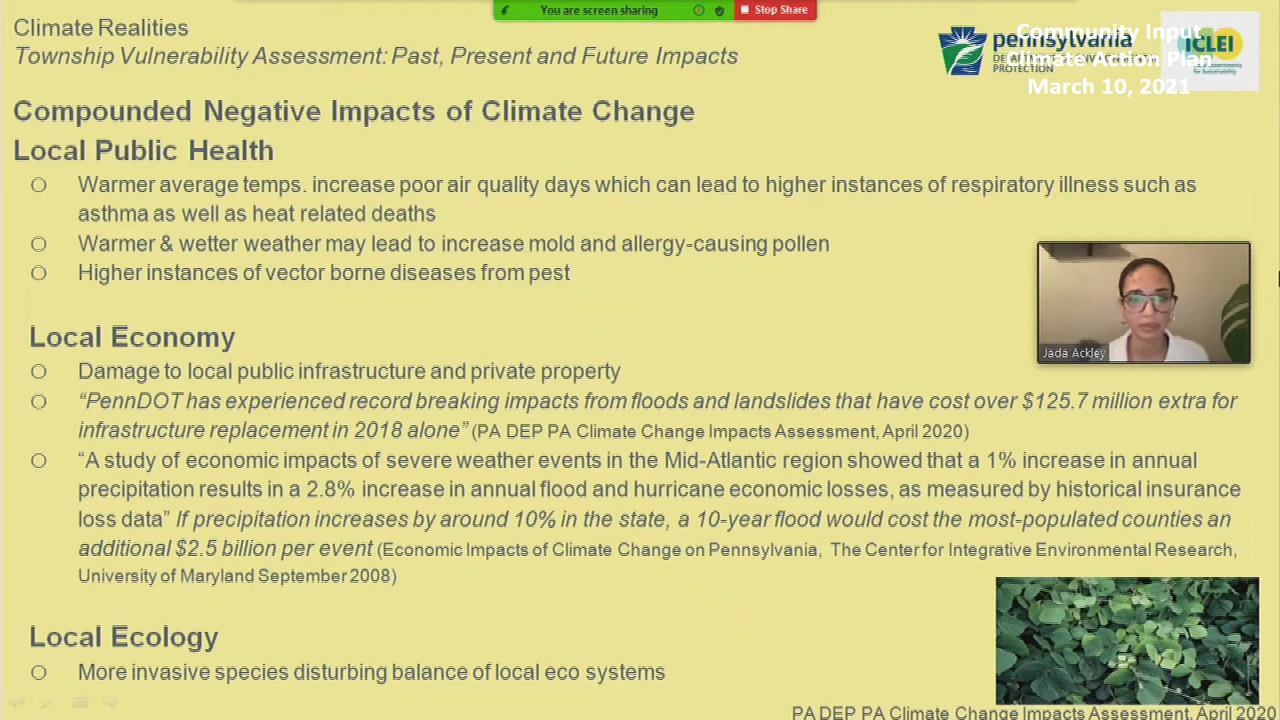 You are screen sharing
Stop Share
Climate Realities
Township Vulnerability Assessment: Past, Present and Future Impacts
pennsylvania
DEPARTMENT OF ENVIRONMENTAL
PROTECTION
ICLEI
for Sustainability
Community Input
Climate Action Plan
March 10, 2021
Compounded Negative Impacts of Climate Change
Local Public Health
Warmer average temps. increase poor air quality days which can lead to higher instances of respiratory illness such as
asthma as well as heat related deaths
Warmer & wetter weather may lead to increase mold and allergy-causing pollen
Higher instances of vector borne diseases from pest
Jada Ackley
Local Economy
Damage to local public infrastructure and private property
“PennDOT has experienced record breaking impacts from floods and landslides that have cost over $125.7 million extra for
infrastructure replacement in 2018 alone” (PA DEP PA Climate Change Impacts Assessment, April 2020)
“A study of economic impacts of severe weather events in the Mid-Atlantic region showed that a 1% increase in annual
precipitation results in a 2.8% increase in annual flood and hurricane economic losses, as measured by historical insurance
loss data” If precipitation increases by around 10% in the state, a 10-year flood would cost the most-populated counties an
additional $2.5 billion per event (Economic Impacts of Climate Change on Pennsylvania, The Center for Integrative Environmental Research,
University of Maryland September 2008)
Local Ecology
More invasive species disturbing balance of local eco systems
PA DEP PA Climate Change Impacts Assessment, April 2020